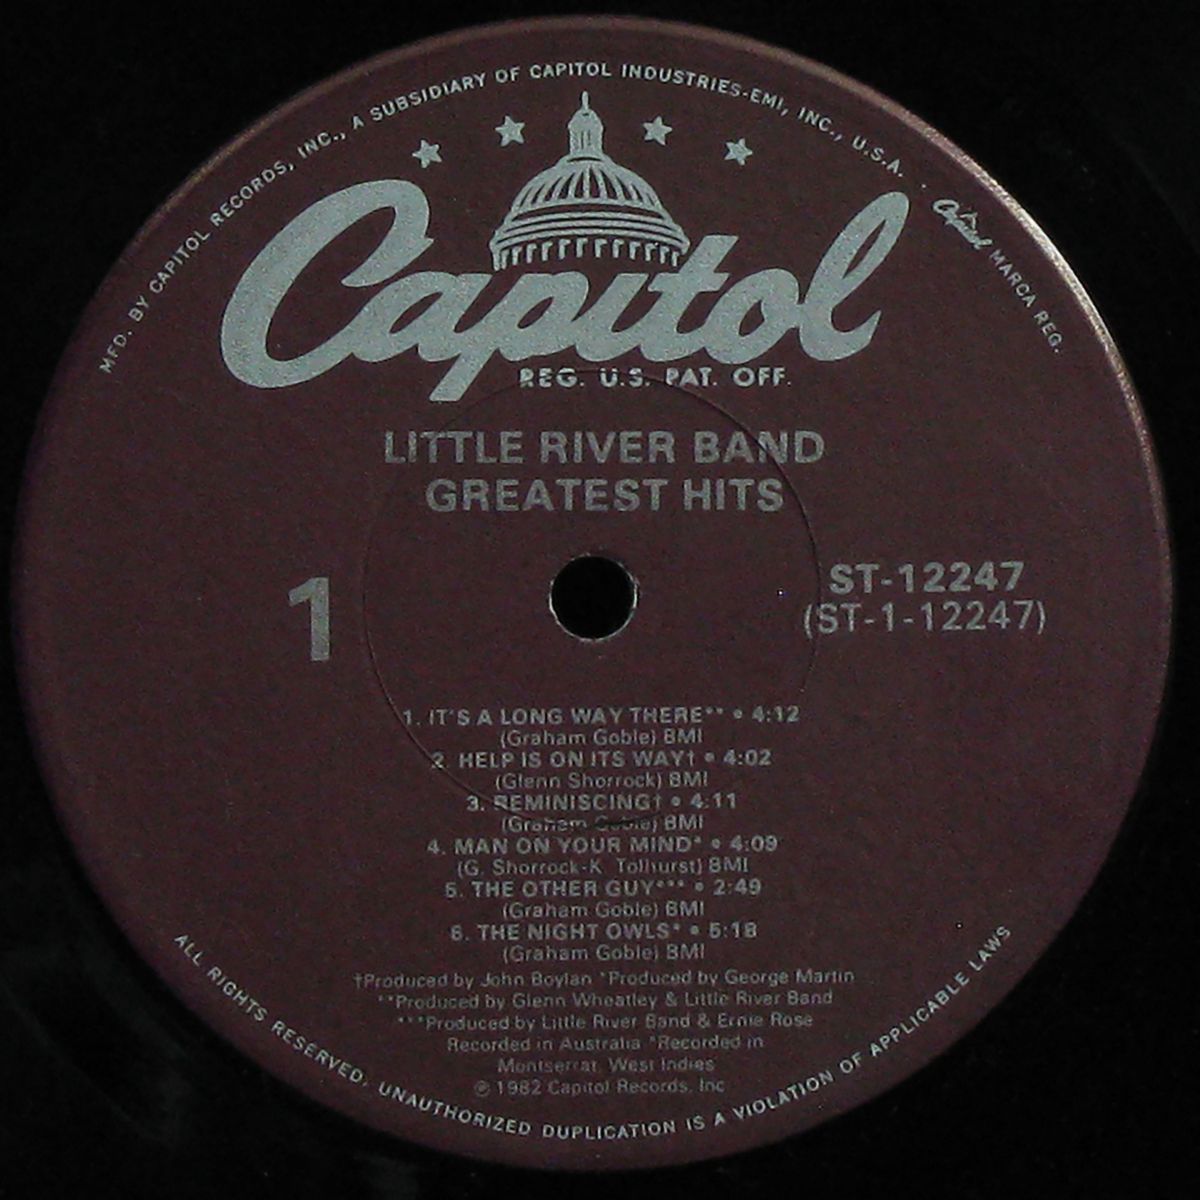 MFD. BY CAPITOL RECORDS, INC., A SUBSIDIARY OF CAPITOL INDUSTRIES-EMI, INC., U.S.A. · Capitol MARCA REG.
Capitol
REG. U.S. PAT. OFF.
LITTLE RIVER BAND
GREATEST HITS
1
ST-12247
(ST-1-12247)
1. IT'S A LONG WAY THERE** • 4:12
(Graham Goble) BMI
2. HELP IS ON ITS WAY† • 4:02
(Glenn Shorrock) BMI
3. REMINISCING† • 4:11
(Graham Goble) BMI
4. MAN ON YOUR MIND* • 4:09
(G. Shorrock-K. Tolhurst) BMI
5. THE OTHER GUY*** • 2:49
(Graham Goble) BMI
6. THE NIGHT OWLS* • 5:18
(Graham Goble) BMI
†Produced by John Boylan *Produced by George Martin
**Produced by Glenn Wheatley & Little River Band
***Produced by Little River Band & Ernie Rose
Recorded in Australia *Recorded in
Montserrat, West Indies
℗ 1982 Capitol Records, Inc
ALL RIGHTS RESERVED. UNAUTHORIZED DUPLICATION IS A VIOLATION OF APPLICABLE LAWS